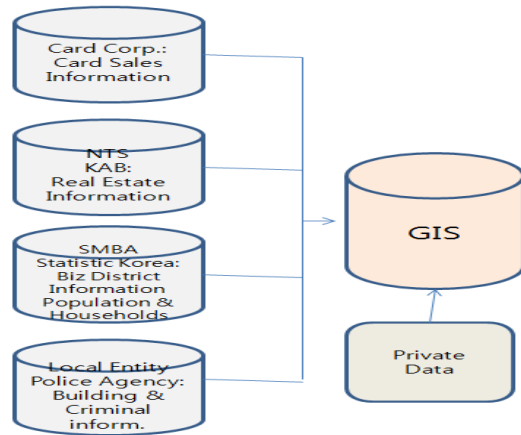 Card Corp.:
Card Sales
Information
NTS
KAB:
Real Estate
Information
SMBA
Statistic Korea:
Biz District
Information
Population &
Households
Local Entity
Police Agency:
Building &
Criminal
inform.
GIS
Private
Data